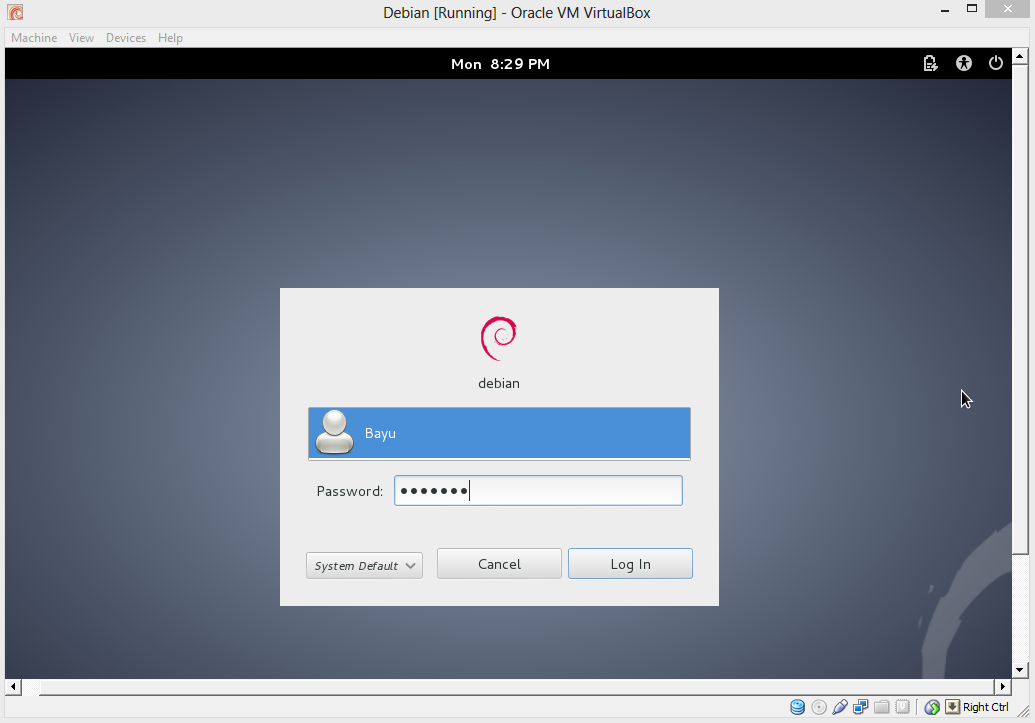 Debian [Running] - Oracle VM VirtualBox
Machine View Devices Help
Mon 8:29 PM
debian
Bayu
Password:
System Default Cancel Log In
Right Ctrl